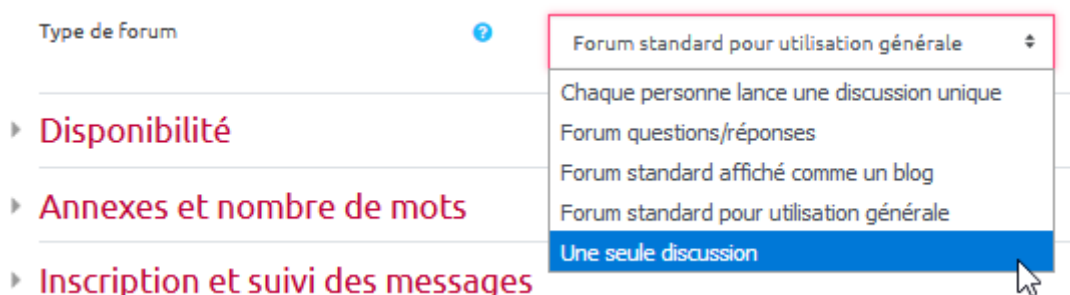 Type de forum
?
Forum standard pour utilisation générale
Chaque personne lance une discussion unique
Forum questions/réponses
Forum standard affiché comme un blog
Forum standard pour utilisation générale
Une seule discussion
Disponibilité
Annexes et nombre de mots
Inscription et suivi des messages